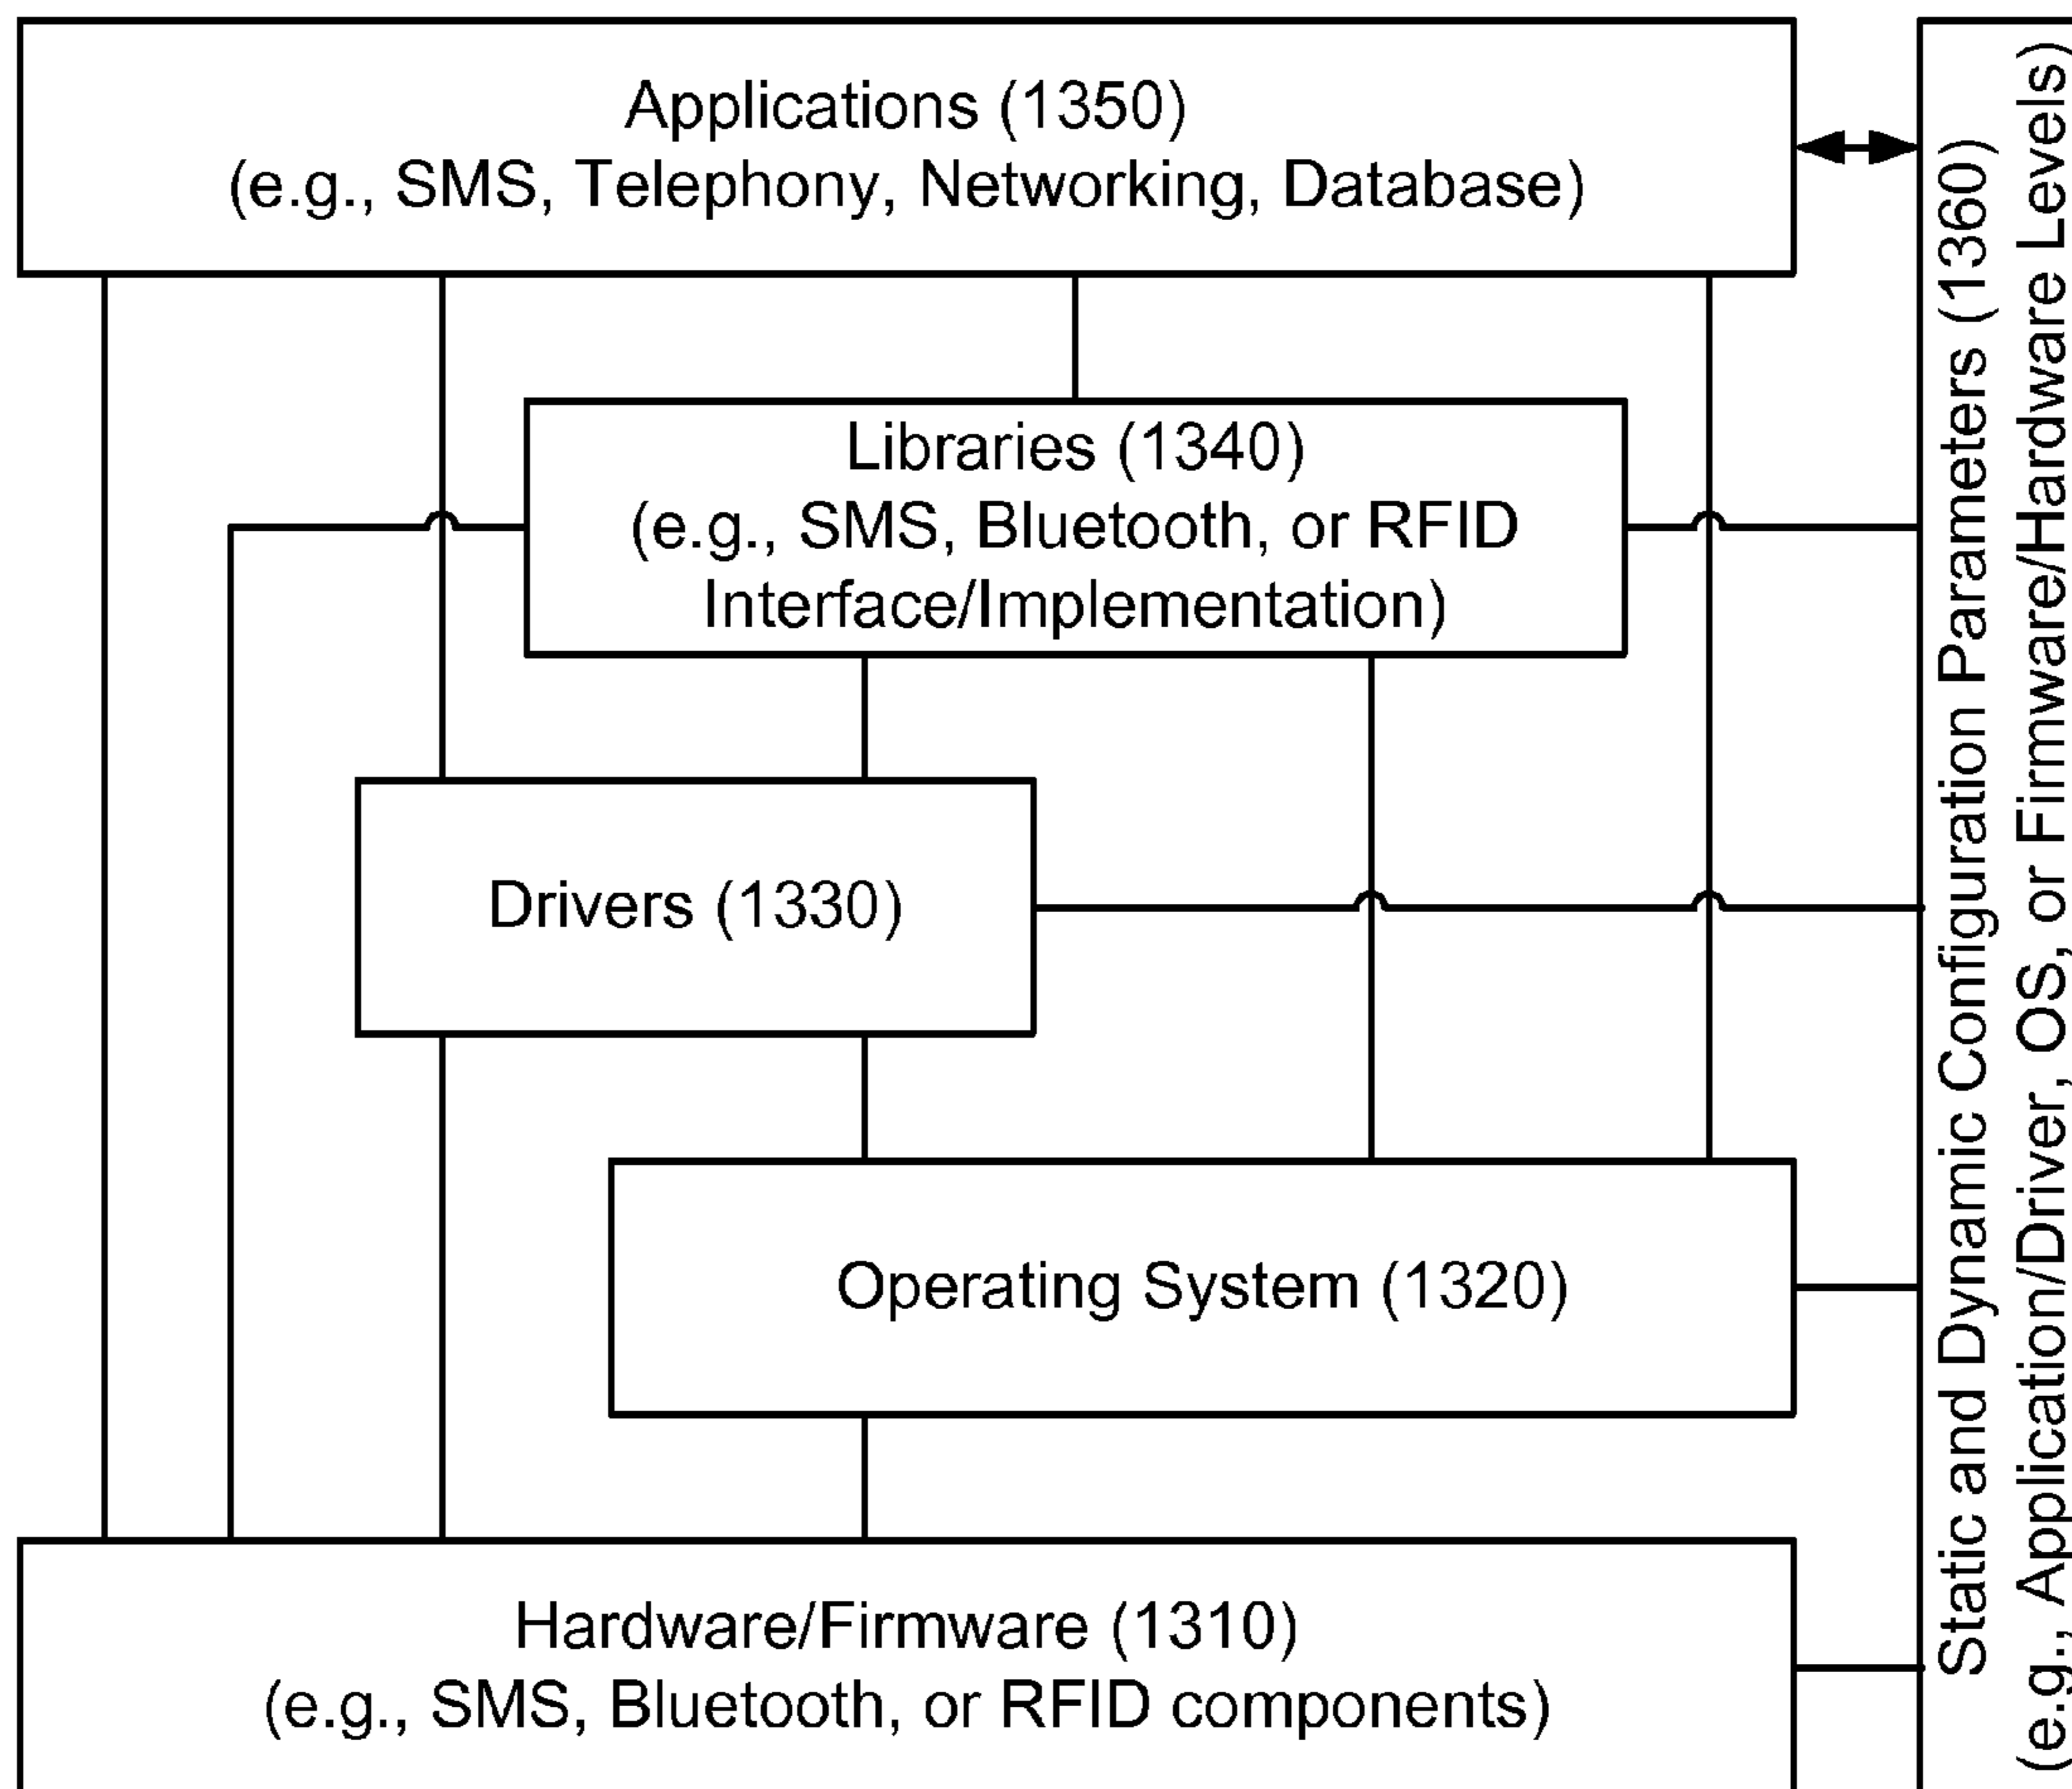 Applications (1350)
(e.g., SMS, Telephony, Networking, Database)
Libraries (1340)
(e.g., SMS, Bluetooth, or RFID
Interface/Implementation)
Drivers (1330)
Operating System (1320)
Hardware/Firmware (1310)
(e.g., SMS, Bluetooth, or RFID components)
Static and Dynamic Configuration Parameters (1360)
(e.g., Application/Driver, OS, or Firmware/Hardware Levels)